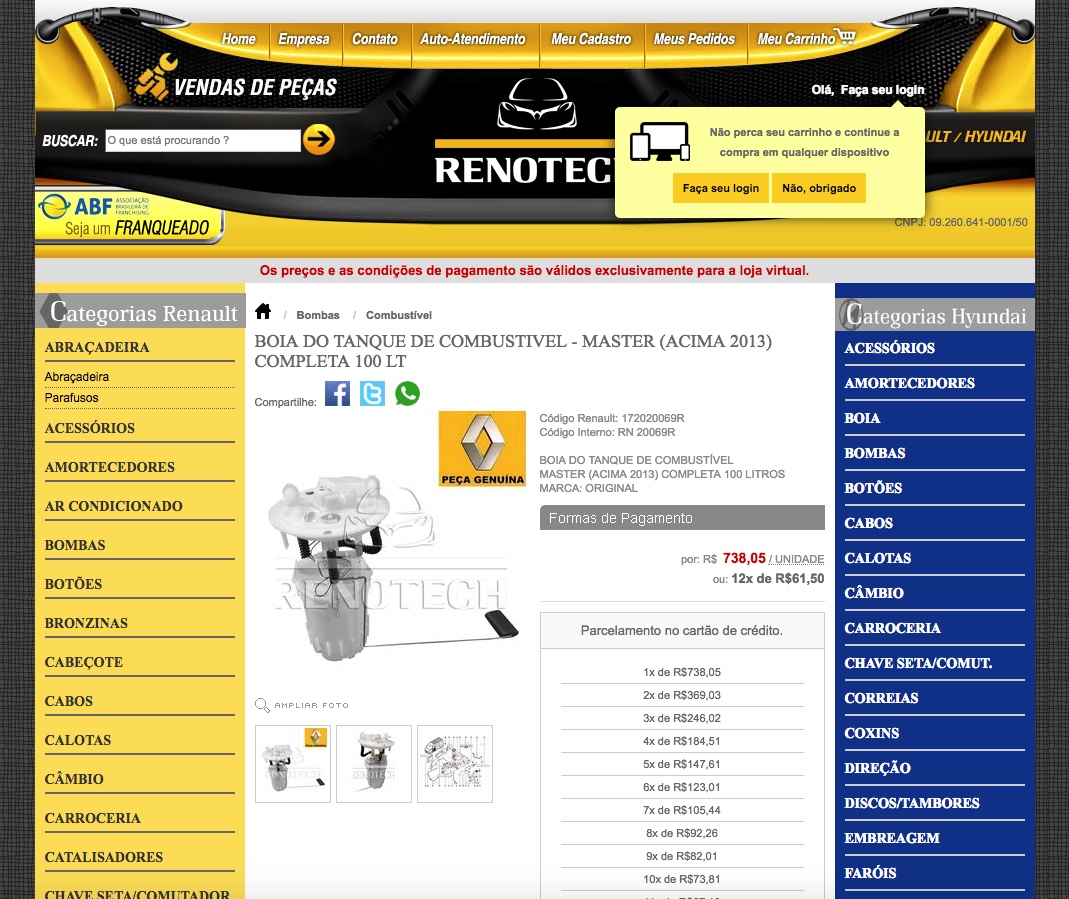 Home
Empresa
Contato
Auto-Atendimento
Meu Cadastro
Meus Pedidos
Meu Carrinho
VENDAS DE PEÇAS
Olá, Faça seu login
BUSCAR:
O que está procurando ?
RENOTECH
Não perca seu carrinho e continue a
compra em qualquer dispositivo
Faça seu login
Não, obrigado
/ HYUNDAI
ABF
ASSOCIAÇÃO
BRASILEIRA DE
FRANCHISING
Seja um FRANQUEADO
CNPJ: 09.260.641-0001/50
Os preços e as condições de pagamento são válidos exclusivamente para a loja virtual.
Categorias Renault
ABRAÇADEIRA
Abraçadeira
Parafusos
ACESSÓRIOS
AMORTECEDORES
AR CONDICIONADO
BOMBAS
BOTÕES
BRONZINAS
CABEÇOTE
CABOS
CALOTAS
CÂMBIO
CARROCERIA
CATALISADORES
CHAVE SETA/COMUTADOR
/ Bombas / Combustível
BOIA DO TANQUE DE COMBUSTIVEL - MASTER (ACIMA 2013)
COMPLETA 100 LT
Compartilhe:
PEÇA GENUÍNA
RENOTECH
AMPLIAR FOTO
Código Renault: 172020069R
Código Interno: RN 20069R
BOIA DO TANQUE DE COMBUSTÍVEL
MASTER (ACIMA 2013) COMPLETA 100 LITROS
MARCA: ORIGINAL
Formas de Pagamento
por: R$ 738,05 / UNIDADE
ou: 12x de R$61,50
Parcelamento no cartão de crédito.
1x de R$738,05
2x de R$369,03
3x de R$246,02
4x de R$184,51
5x de R$147,61
6x de R$123,01
7x de R$105,44
8x de R$92,26
9x de R$82,01
10x de R$73,81
Categorias Hyundai
ACESSÓRIOS
AMORTECEDORES
BOIA
BOMBAS
BOTÕES
CABOS
CALOTAS
CÂMBIO
CARROCERIA
CHAVE SETA/COMUT.
CORREIAS
COXINS
DIREÇÃO
DISCOS/TAMBORES
EMBREAGEM
FARÓIS